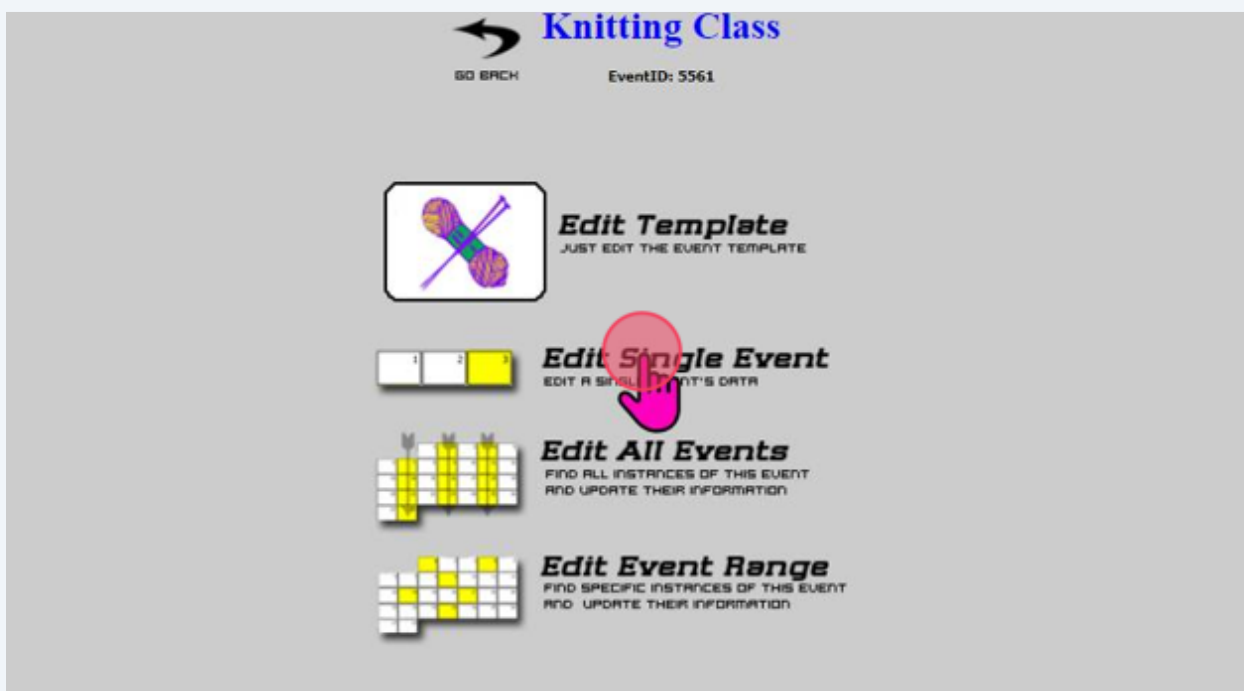 Knitting Class
GO BACK
EventID: 5561
Edit Template
JUST EDIT THE EVENT TEMPLATE
1 2 3
Edit Single Event
EDIT A SINGLE EVENT'S DATA
Edit All Events
FIND ALL INSTANCES OF THIS EVENT
AND UPDATE THEIR INFORMATION
Edit Event Range
FIND SPECIFIC INSTANCES OF THIS EVENT
AND UPDATE THEIR INFORMATION